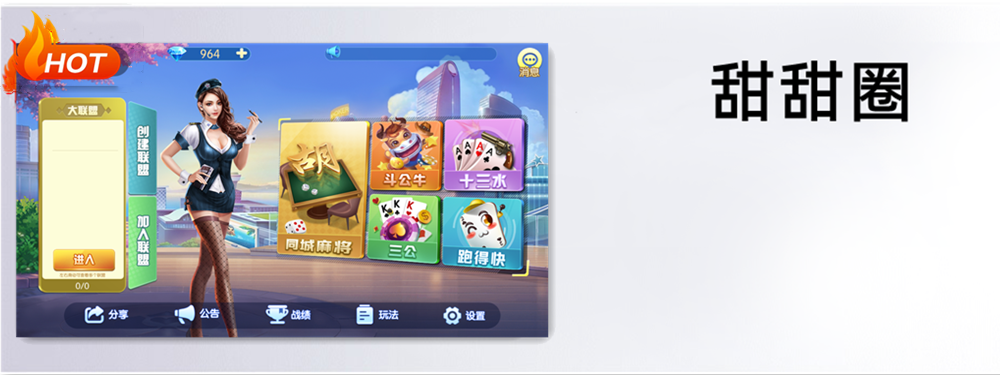 HOT
964
消息
甜甜圈
大联盟
创建联盟
加入联盟
进入
0/0
胡
同城麻将
斗公牛
A A A A
十三水
K K K
三公
跑得快
分享
公告
战绩
玩法
设置